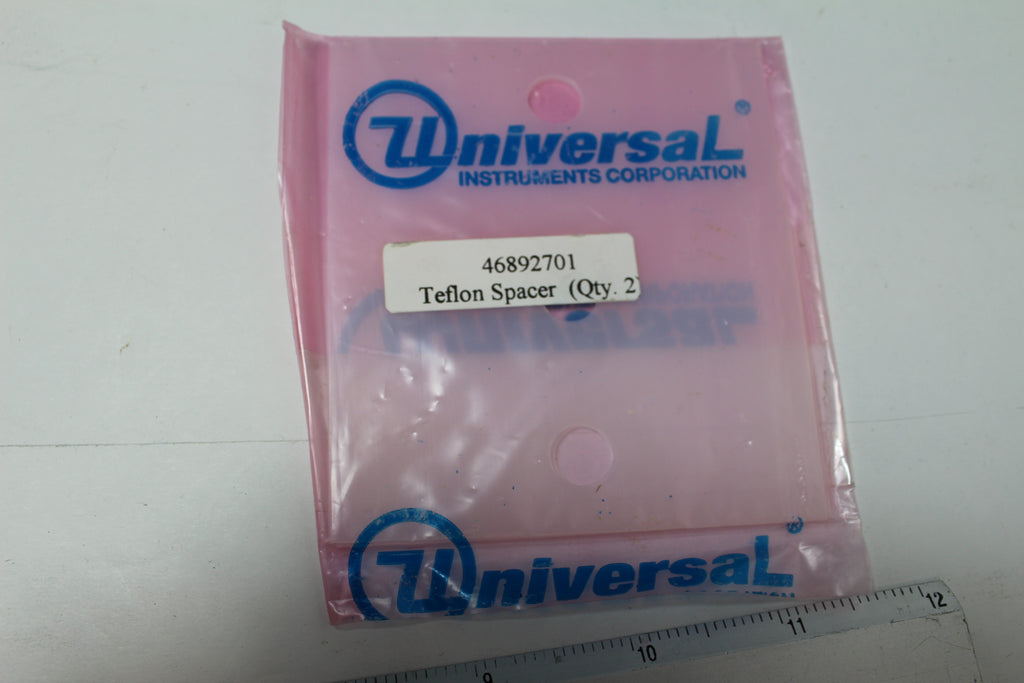 Universal ®
INSTRUMENTS CORPORATION
46892701
Teflon Spacer (Qty. 2)
Universal ®
9 10 11 12